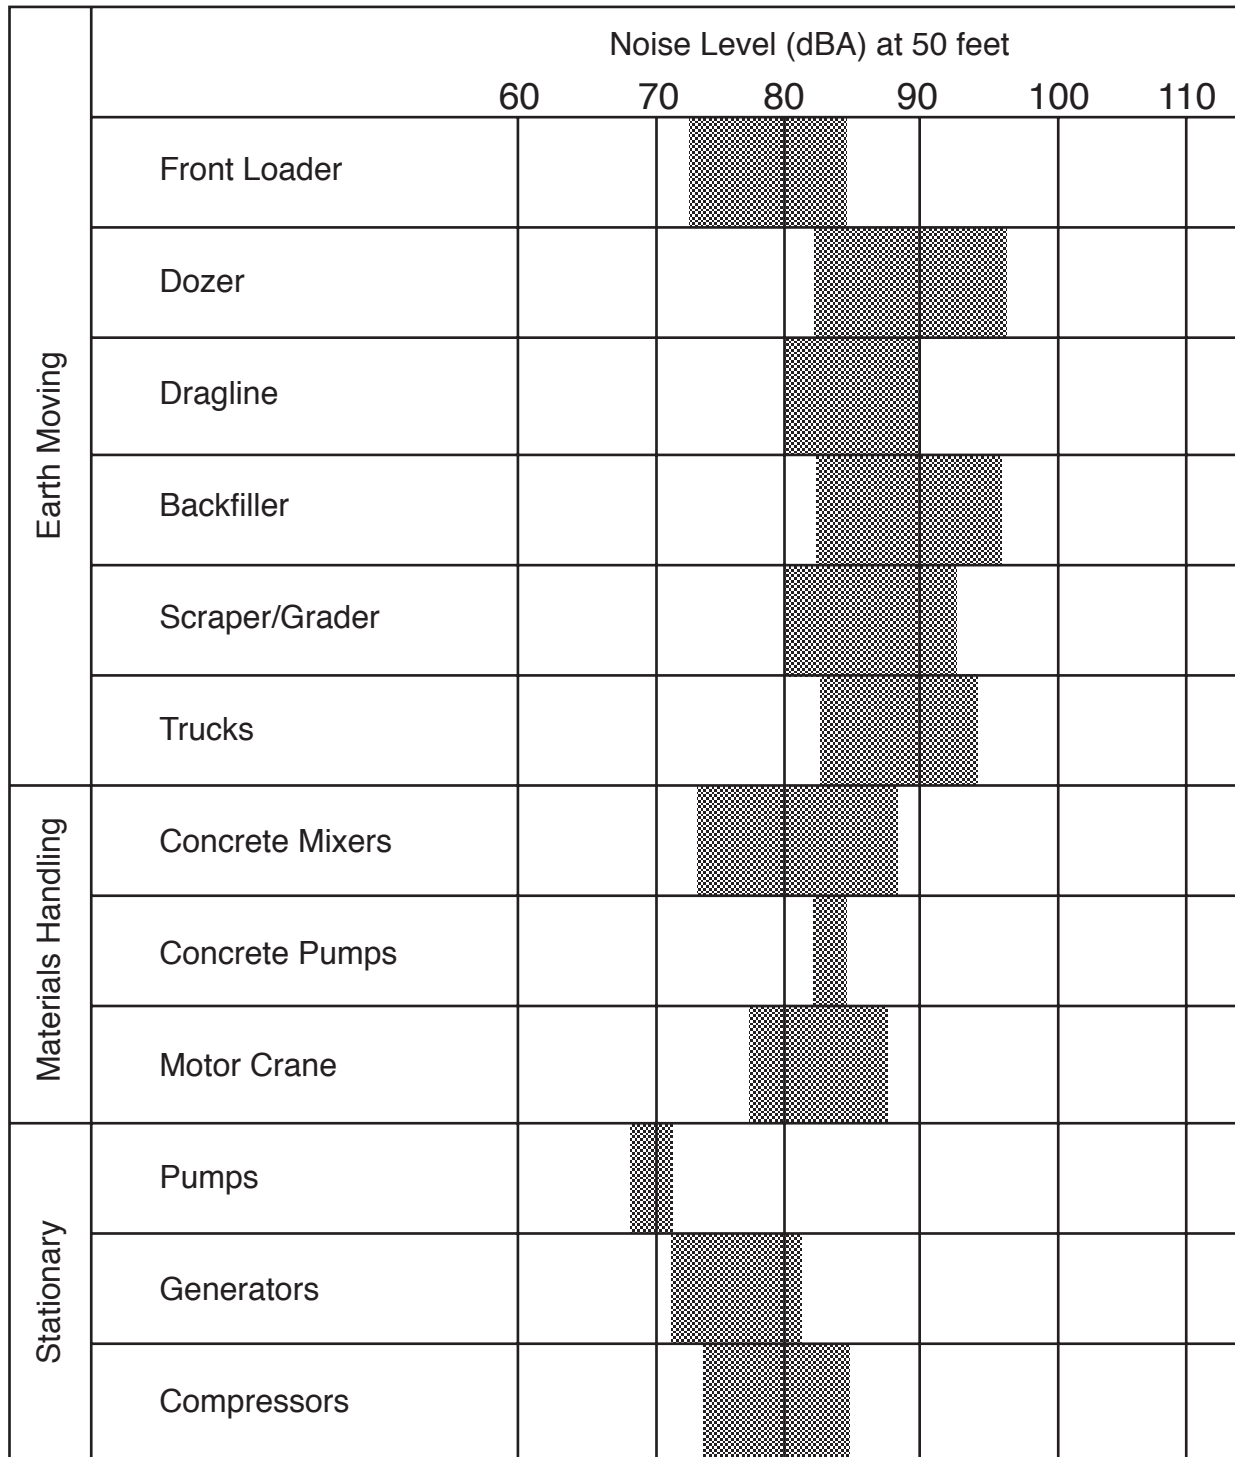 Noise Level (dBA) at 50 feet
60 70 80 90 100 110
Earth Moving
Front Loader
Dozer
Dragline
Backfiller
Scraper/Grader
Trucks
Materials Handling
Concrete Mixers
Concrete Pumps
Motor Crane
Stationary
Pumps
Generators
Compressors